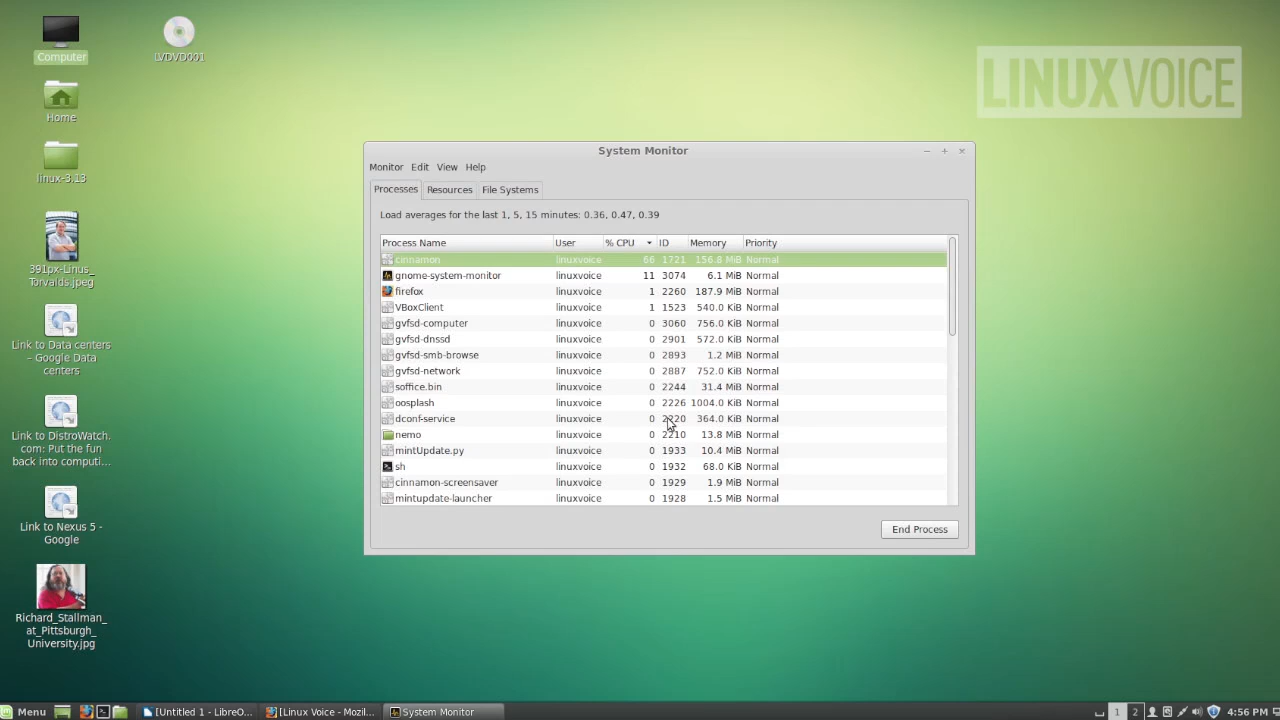 Computer
LVDVD001
LINUXVOICE
Home
linux-3.13
391px-Linus_
Torvalds.jpeg
Link to Data centers
– Google Data
centers
Link to DistroWatch.
com: Put the fun
back into computi...
Link to Nexus 5 -
Google
Richard_Stallman_
at_Pittsburgh_
University.jpg
System Monitor
Monitor Edit View Help
Processes Resources File Systems
Load averages for the last 1, 5, 15 minutes: 0.36, 0.47, 0.39
Process Name User % CPU ID Memory Priority
cinnamon linuxvoice 66 1721 156.8 MiB Normal
gnome-system-monitor linuxvoice 11 3074 6.1 MiB Normal
firefox linuxvoice 1 2260 187.9 MiB Normal
VBoxClient linuxvoice 1 1523 540.0 KiB Normal
gvfsd-computer linuxvoice 0 3060 756.0 KiB Normal
gvfsd-dnssd linuxvoice 0 2901 572.0 KiB Normal
gvfsd-smb-browse linuxvoice 0 2893 1.2 MiB Normal
gvfsd-network linuxvoice 0 2887 752.0 KiB Normal
soffice.bin linuxvoice 0 2244 31.4 MiB Normal
oosplash linuxvoice 0 2226 1004.0 KiB Normal
dconf-service linuxvoice 0 2220 364.0 KiB Normal
nemo linuxvoice 0 2210 13.8 MiB Normal
mintUpdate.py linuxvoice 0 1933 10.4 MiB Normal
sh linuxvoice 0 1932 68.0 KiB Normal
cinnamon-screensaver linuxvoice 0 1929 1.9 MiB Normal
mintupdate-launcher linuxvoice 0 1928 1.5 MiB Normal
End Process
Menu [Untitled 1 - LibreO... [Linux Voice - Mozil... System Monitor 1 2 4:56 PM